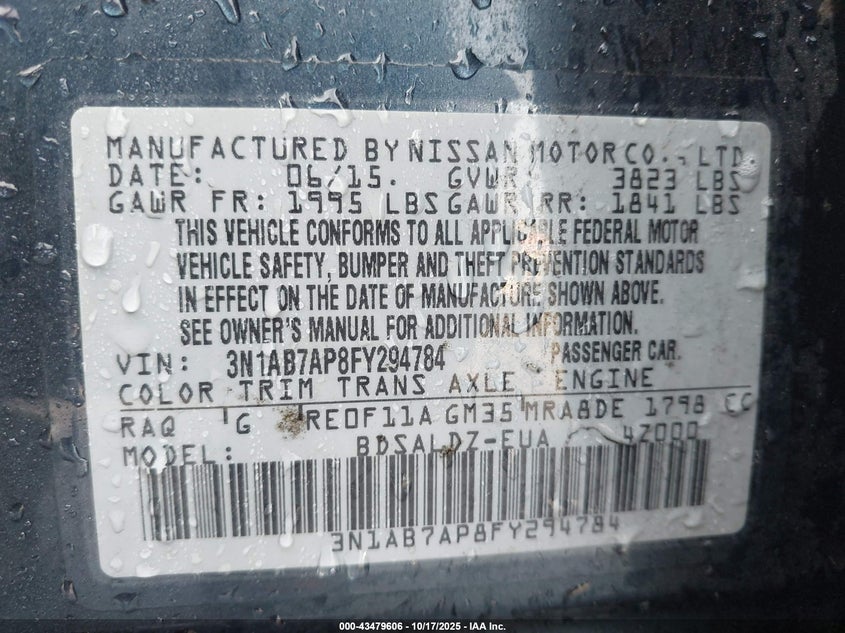 MANUFACTURED BY NISSAN MOTOR CO., LTD
DATE: 06/15. GVWR 3823 LBS
GAWR FR: 1995 LBS GAWR RR: 1841 LBS
THIS VEHICLE CONFORMS TO ALL APPLICABLE FEDERAL MOTOR
VEHICLE SAFETY, BUMPER AND THEFT PREVENTION STANDARDS
IN EFFECT ON THE DATE OF MANUFACTURE SHOWN ABOVE.
SEE OWNER'S MANUAL FOR ADDITIONAL INFORMATION.
VIN: 3N1AB7AP8FY294784 PASSENGER CAR.
COLOR TRIM TRANS AXLE ENGINE
RAQ G RE0F11A GM35 MRA8DE 1798 CC
MODEL: BDSALDZ-EUA 4Z000
3N1AB7AP8FY294784
000-43479606 - 10/17/2025 - IAA Inc.